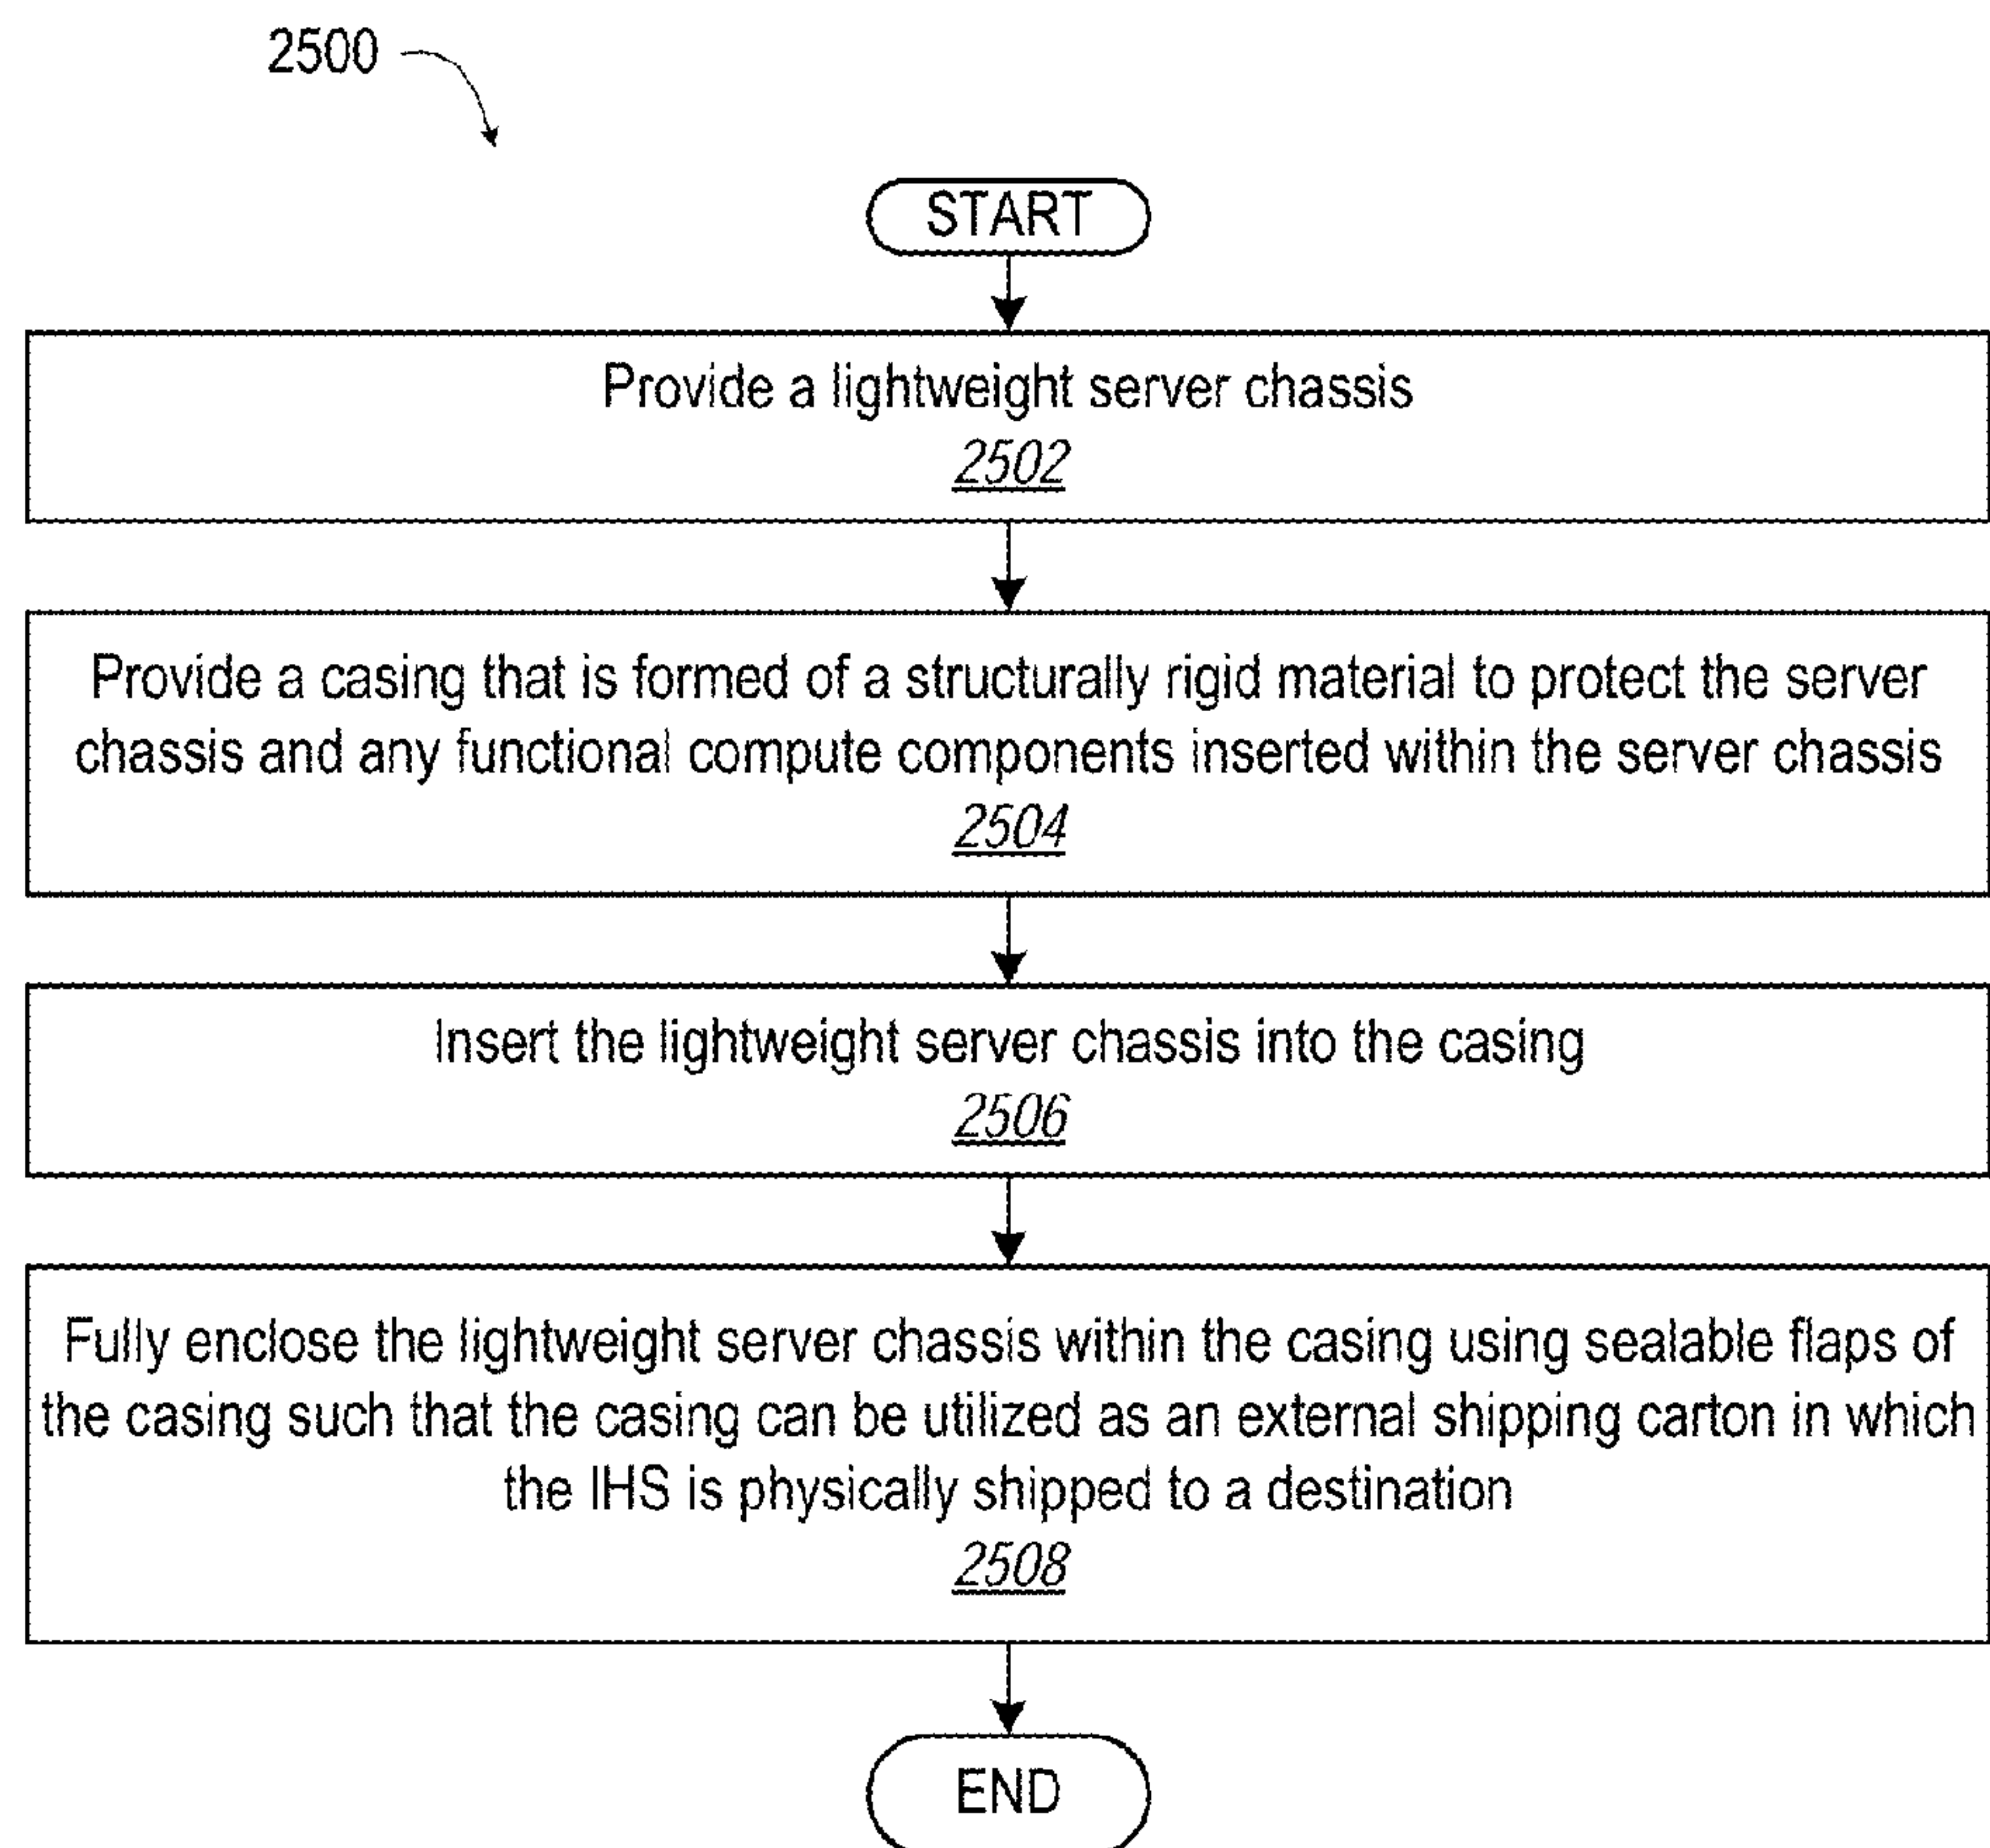 2500
START
Provide a lightweight server chassis
2502
Provide a casing that is formed of a structurally rigid material to protect the server
chassis and any functional compute components inserted within the server chassis
2504
Insert the lightweight server chassis into the casing
2506
Fully enclose the lightweight server chassis within the casing using sealable flaps of
the casing such that the casing can be utilized as an external shipping carton in which
the IHS is physically shipped to a destination
2508
END